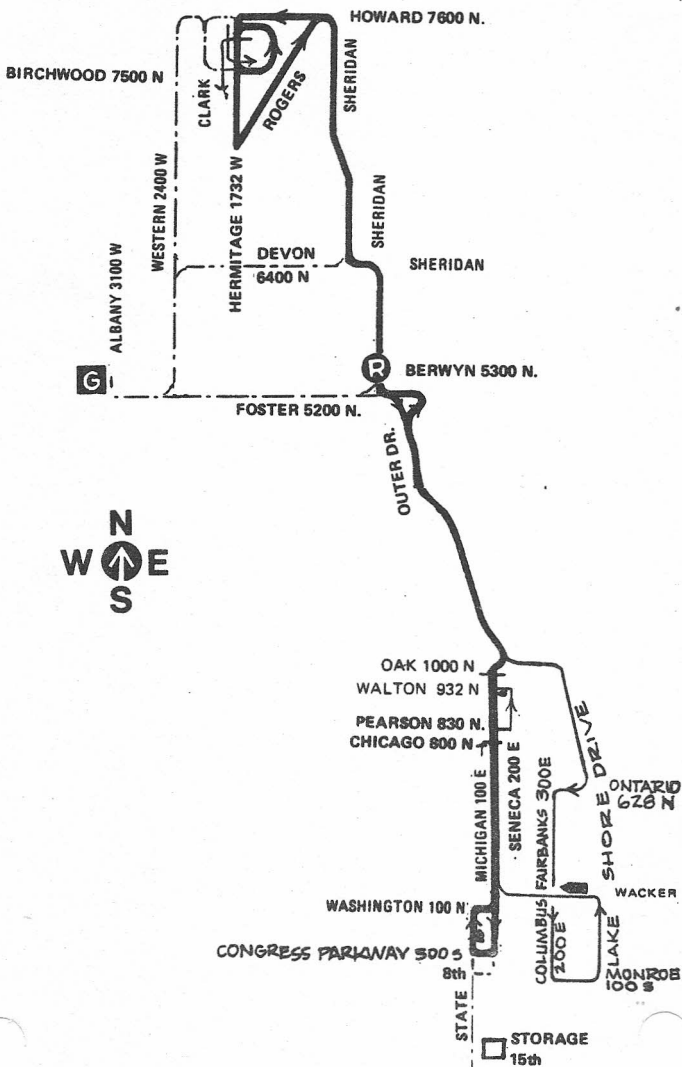 HOWARD 7600 N.
BIRCHWOOD 7500 N
CLARK
ROGERS
SHERIDAN
WESTERN 2400 W
HERMITAGE 1732 W
SHERIDAN
ALBANY 3100 W
DEVON
6400 N
SHERIDAN
G
R
BERWYN 5300 N.
FOSTER 5200 N.
OUTER DR.
N
W E
S
OAK 1000 N
WALTON 932 N
PEARSON 830 N.
CHICAGO 800 N
MICHIGAN 100 E
SENECA 200 E
FAIRBANKS 300E
LAKE SHORE DRIVE
ONTARIO
628 N
WACKER
WASHINGTON 100 N
COLUMBUS
200 E
CONGRESS PARKWAY 500 S
8th
MONROE
100 S
STATE
STORAGE
15th